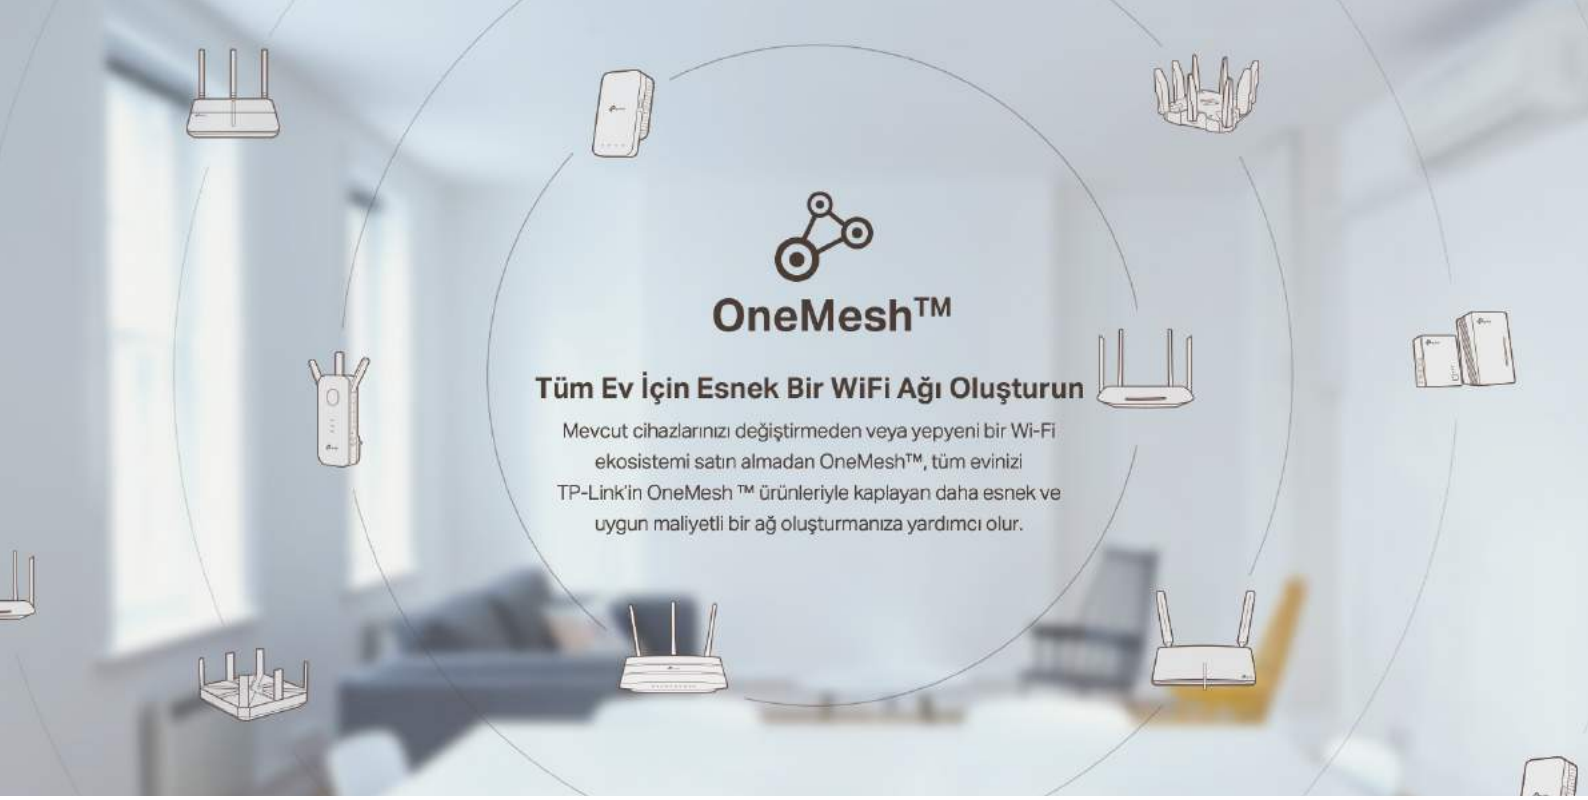 OneMesh™
Tüm Ev İçin Esnek Bir WiFi Ağı Oluşturun
Mevcut cihazlarınızı değiştirmeden veya yepyeni bir Wi-Fi
ekosistemi satın almadan OneMesh™, tüm evinizi
TP-Link'in OneMesh ™ ürünleriyle kaplayan daha esnek ve
uygun maliyetli bir ağ oluşturmanıza yardımcı olur.